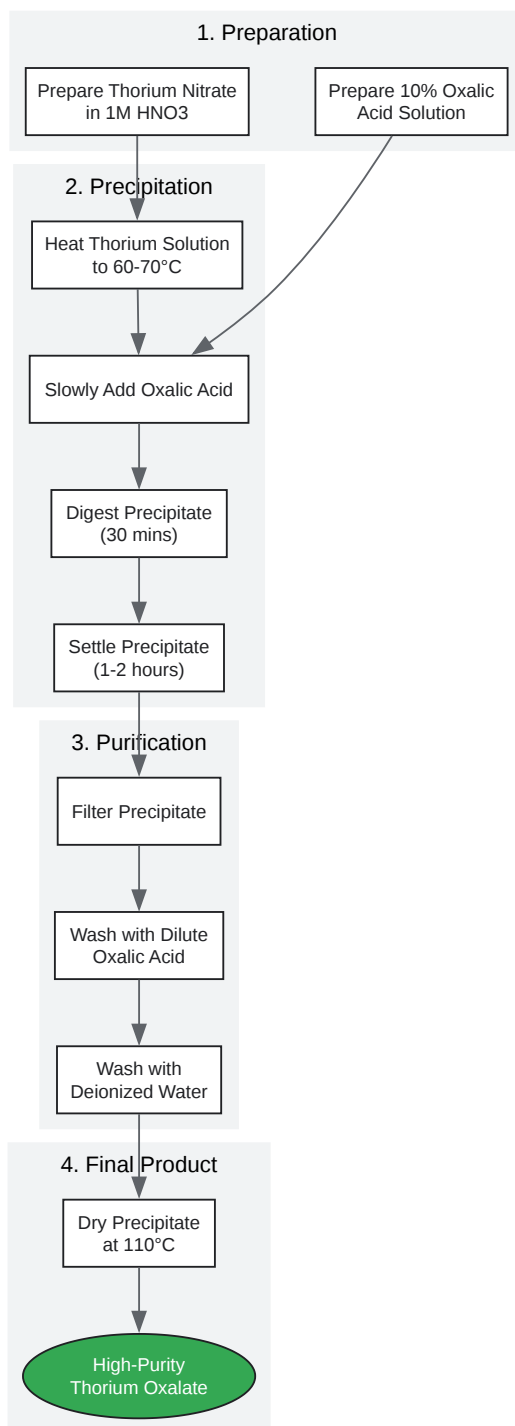 1. Preparation
Prepare Thorium Nitrate
in 1M HNO3
Prepare 10% Oxalic
Acid Solution
2. Precipitation
Heat Thorium Solution
to 60-70°C
Slowly Add Oxalic Acid
Digest Precipitate
(30 mins)
Settle Precipitate
(1-2 hours)
3. Purification
Filter Precipitate
Wash with Dilute
Oxalic Acid
Wash with
Deionized Water
4. Final Product
Dry Precipitate
at 110°C
High-Purity
Thorium Oxalate